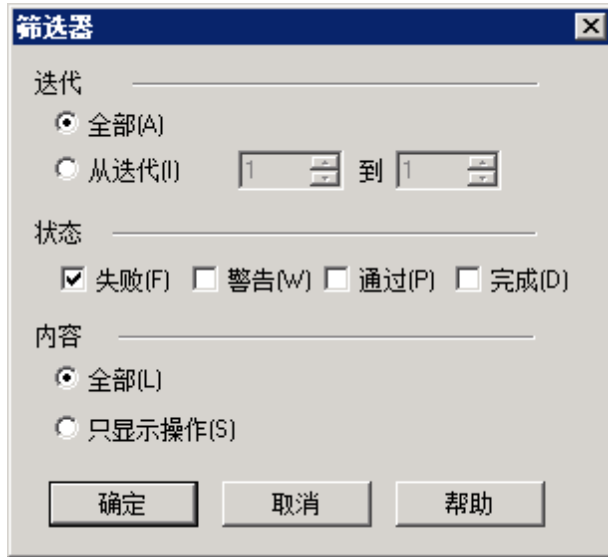 筛选器
迭代
全部(A)
从迭代(I) 1 到 1
状态
失败(F) 警告(W) 通过(P) 完成(D)
内容
全部(L)
只显示操作(S)
确定 取消 帮助